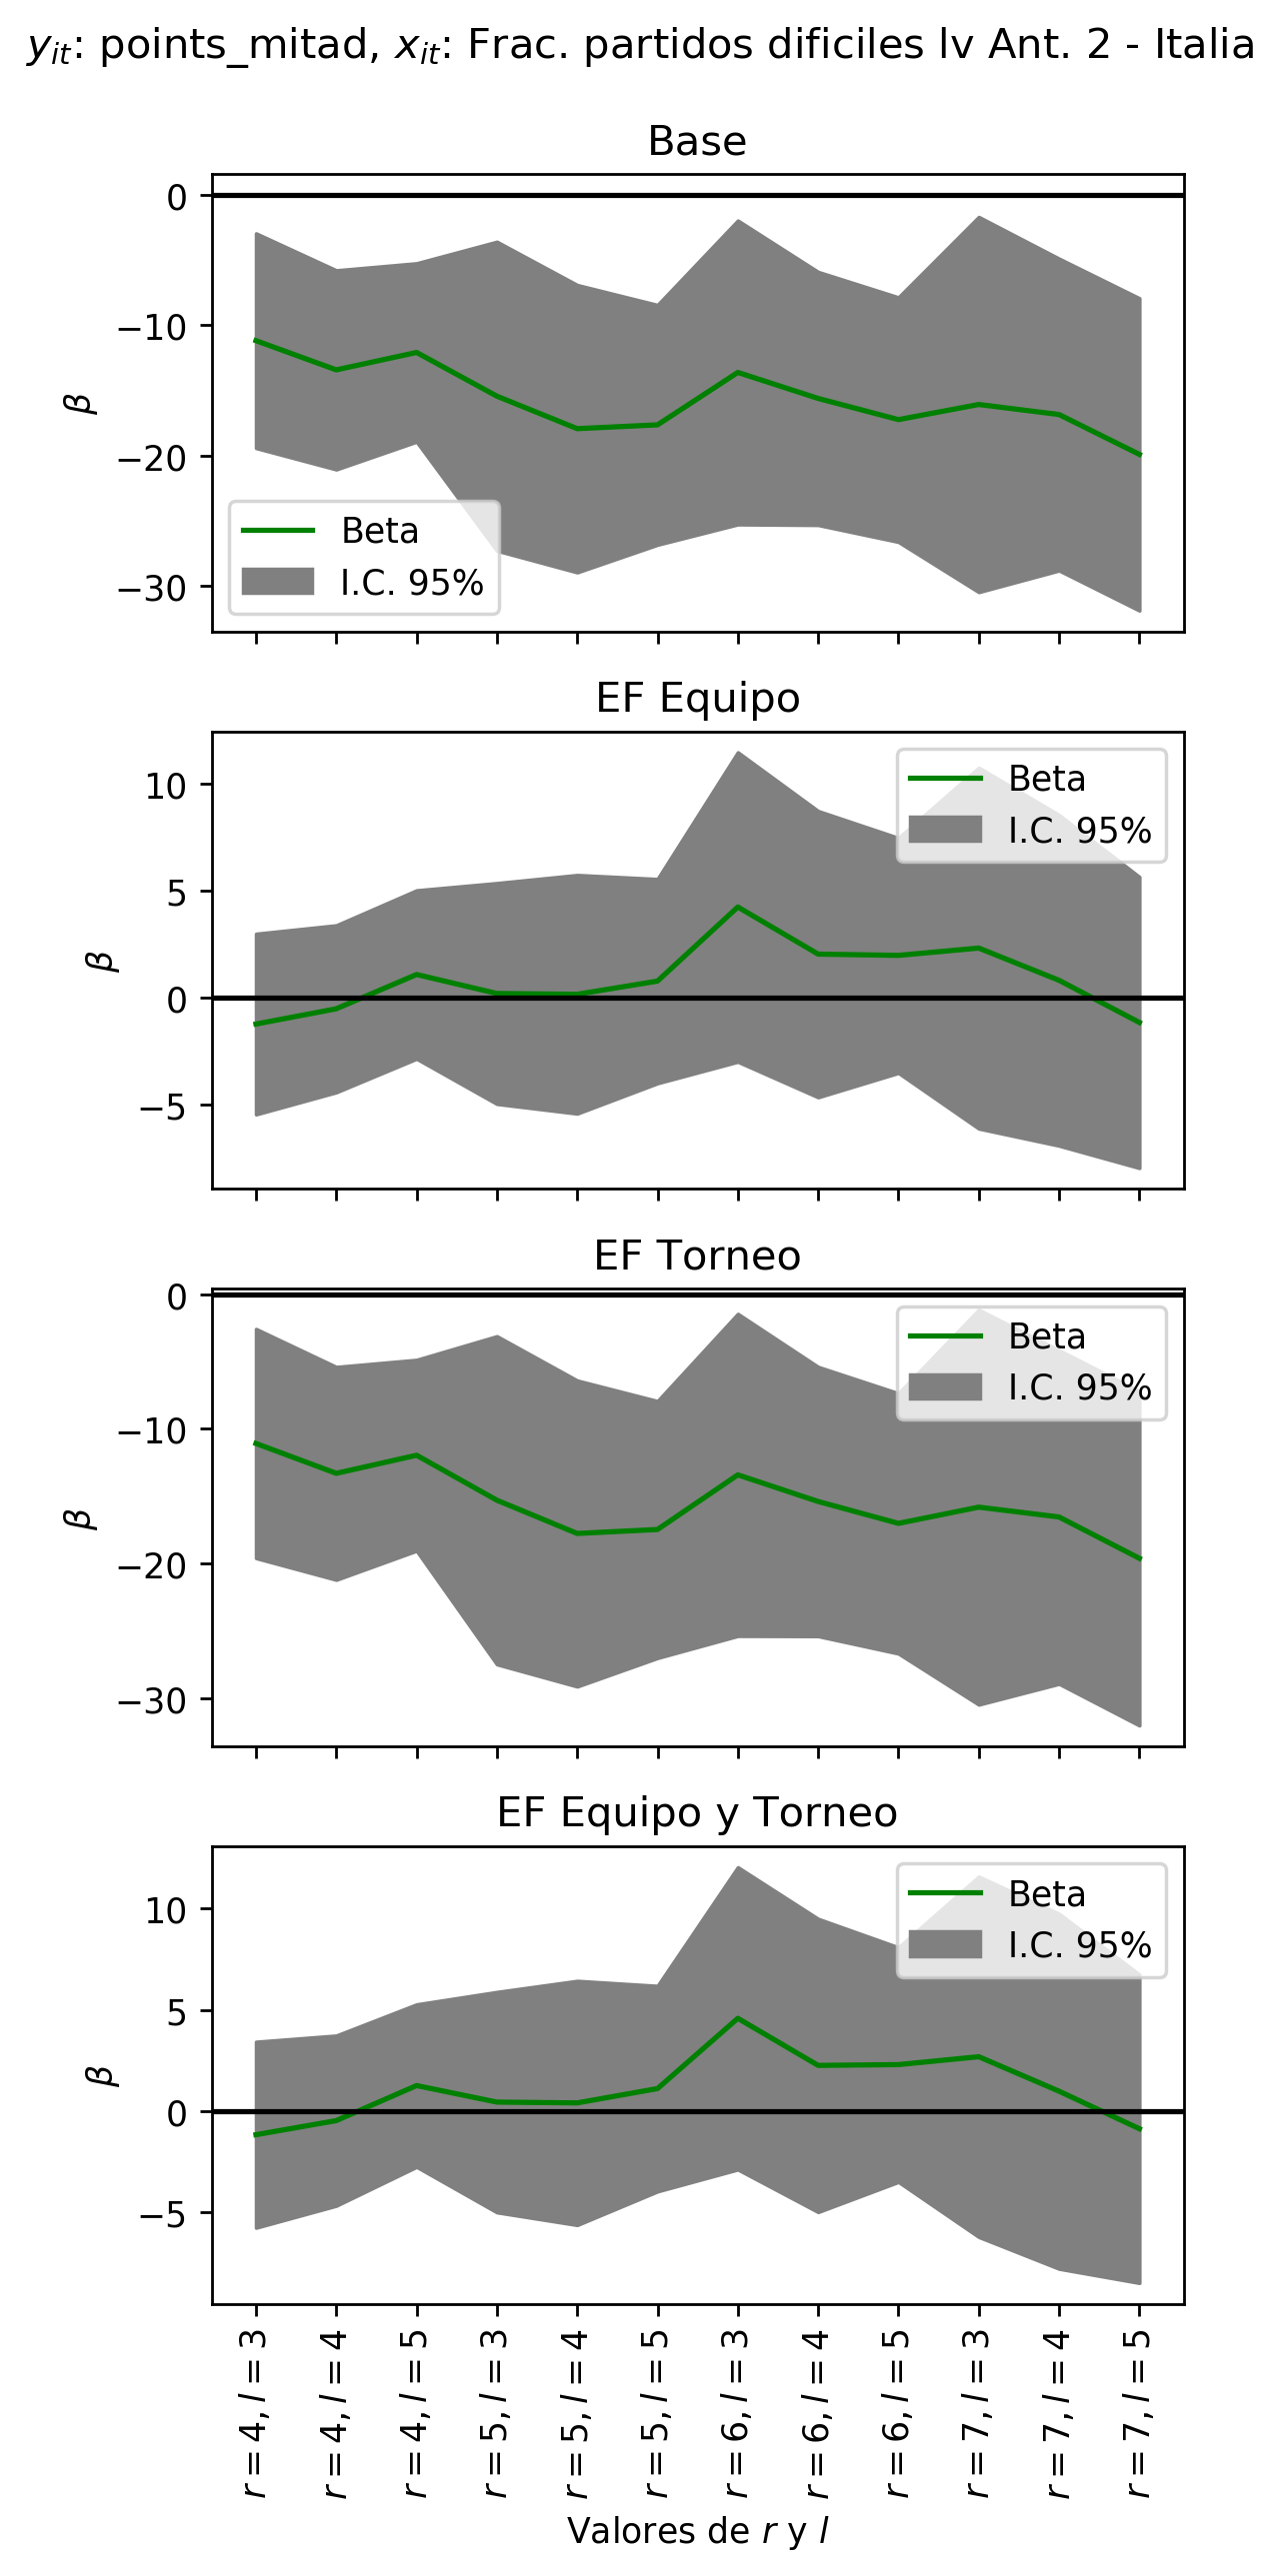 y_it: points_mitad, x_it: Frac. partidos dificiles lv Ant. 2 - Italia
Base
0
−10
−20
−30
β
Beta
I.C. 95%
EF Equipo
10
5
0
−5
β
Beta
I.C. 95%
EF Torneo
0
−10
−20
−30
β
Beta
I.C. 95%
EF Equipo y Torneo
10
5
0
−5
β
Beta
I.C. 95%
r = 4, l = 3
r = 4, l = 4
r = 4, l = 5
r = 5, l = 3
r = 5, l = 4
r = 5, l = 5
r = 6, l = 3
r = 6, l = 4
r = 6, l = 5
r = 7, l = 3
r = 7, l = 4
r = 7, l = 5
Valores de r y l